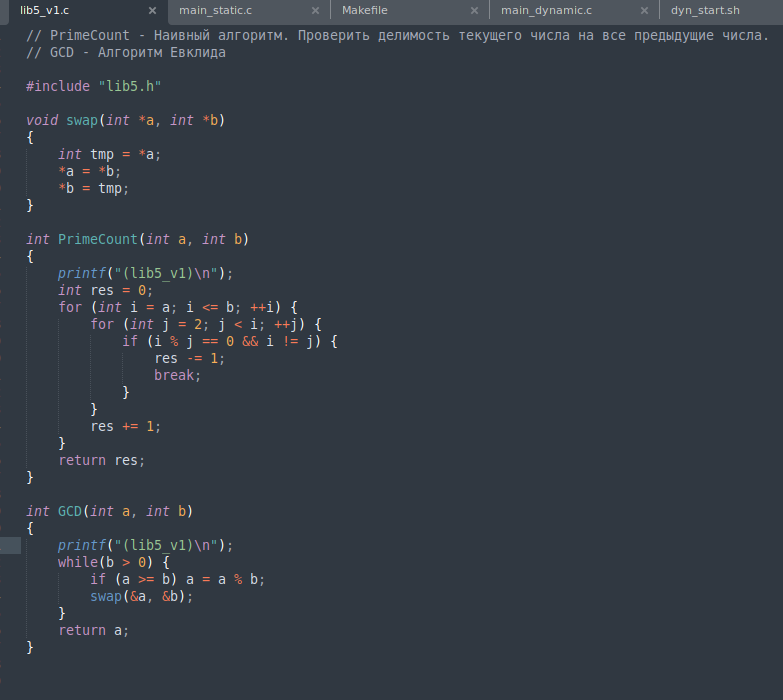 lib5_v1.c × main_static.c × Makefile × main_dynamic.c × dyn_start.sh
// PrimeCount - Наивный алгоритм. Проверить делимость текущего числа на все предыдущие числа.
// GCD - Алгоритм Евклида
#include "lib5.h"
void swap(int *a, int *b)
{
    int tmp = *a;
    *a = *b;
    *b = tmp;
}
int PrimeCount(int a, int b)
{
    printf("(lib5_v1)\n");
    int res = 0;
    for (int i = a; i <= b; ++i) {
        for (int j = 2; j < i; ++j) {
            if (i % j == 0 && i != j) {
                res -= 1;
                break;
            }
        }
        res += 1;
    }
    return res;
}
int GCD(int a, int b)
{
    printf("(lib5_v1)\n");
    while(b > 0) {
        if (a >= b) a = a % b;
        swap(&a, &b);
    }
    return a;
}